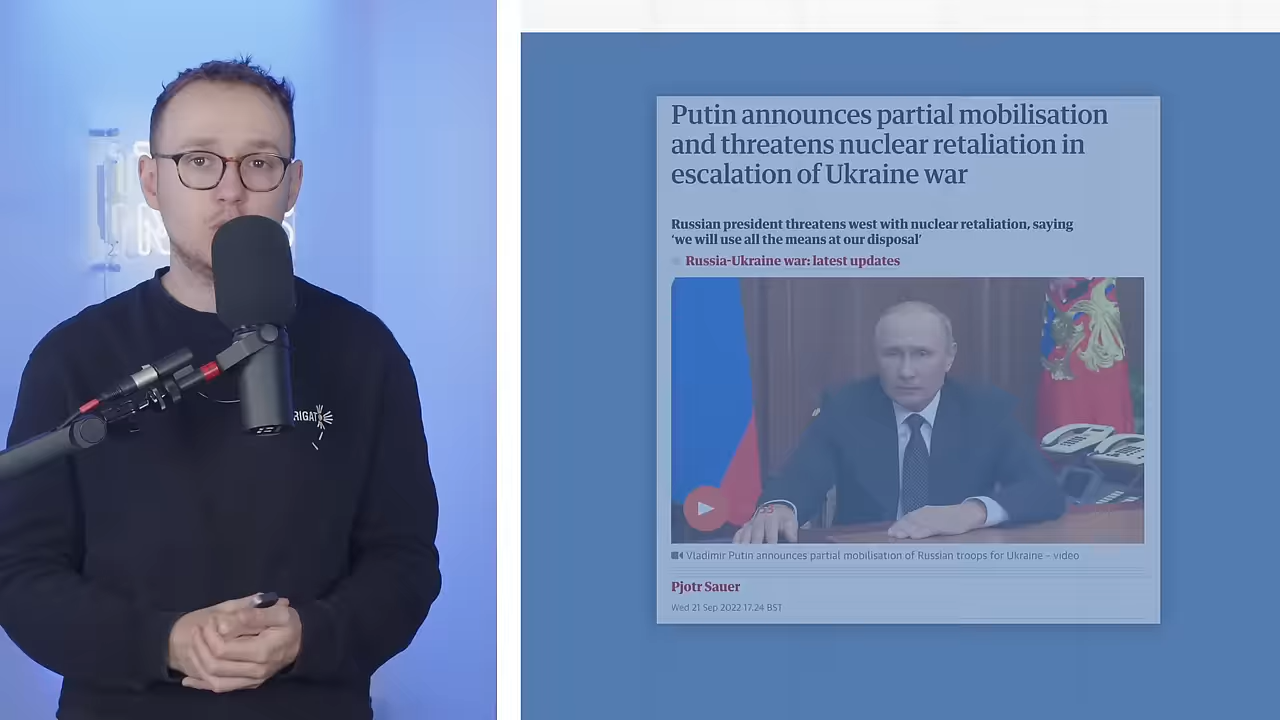 Putin announces partial mobilisation
and threatens nuclear retaliation in
escalation of Ukraine war
Russian president threatens west with nuclear retaliation, saying
‘we will use all the means at our disposal’
Russia-Ukraine war: latest updates
Vladimir Putin announces partial mobilisation of Russian troops for Ukraine – video
Pjotr Sauer
Wed 21 Sep 2022 17.24 BST